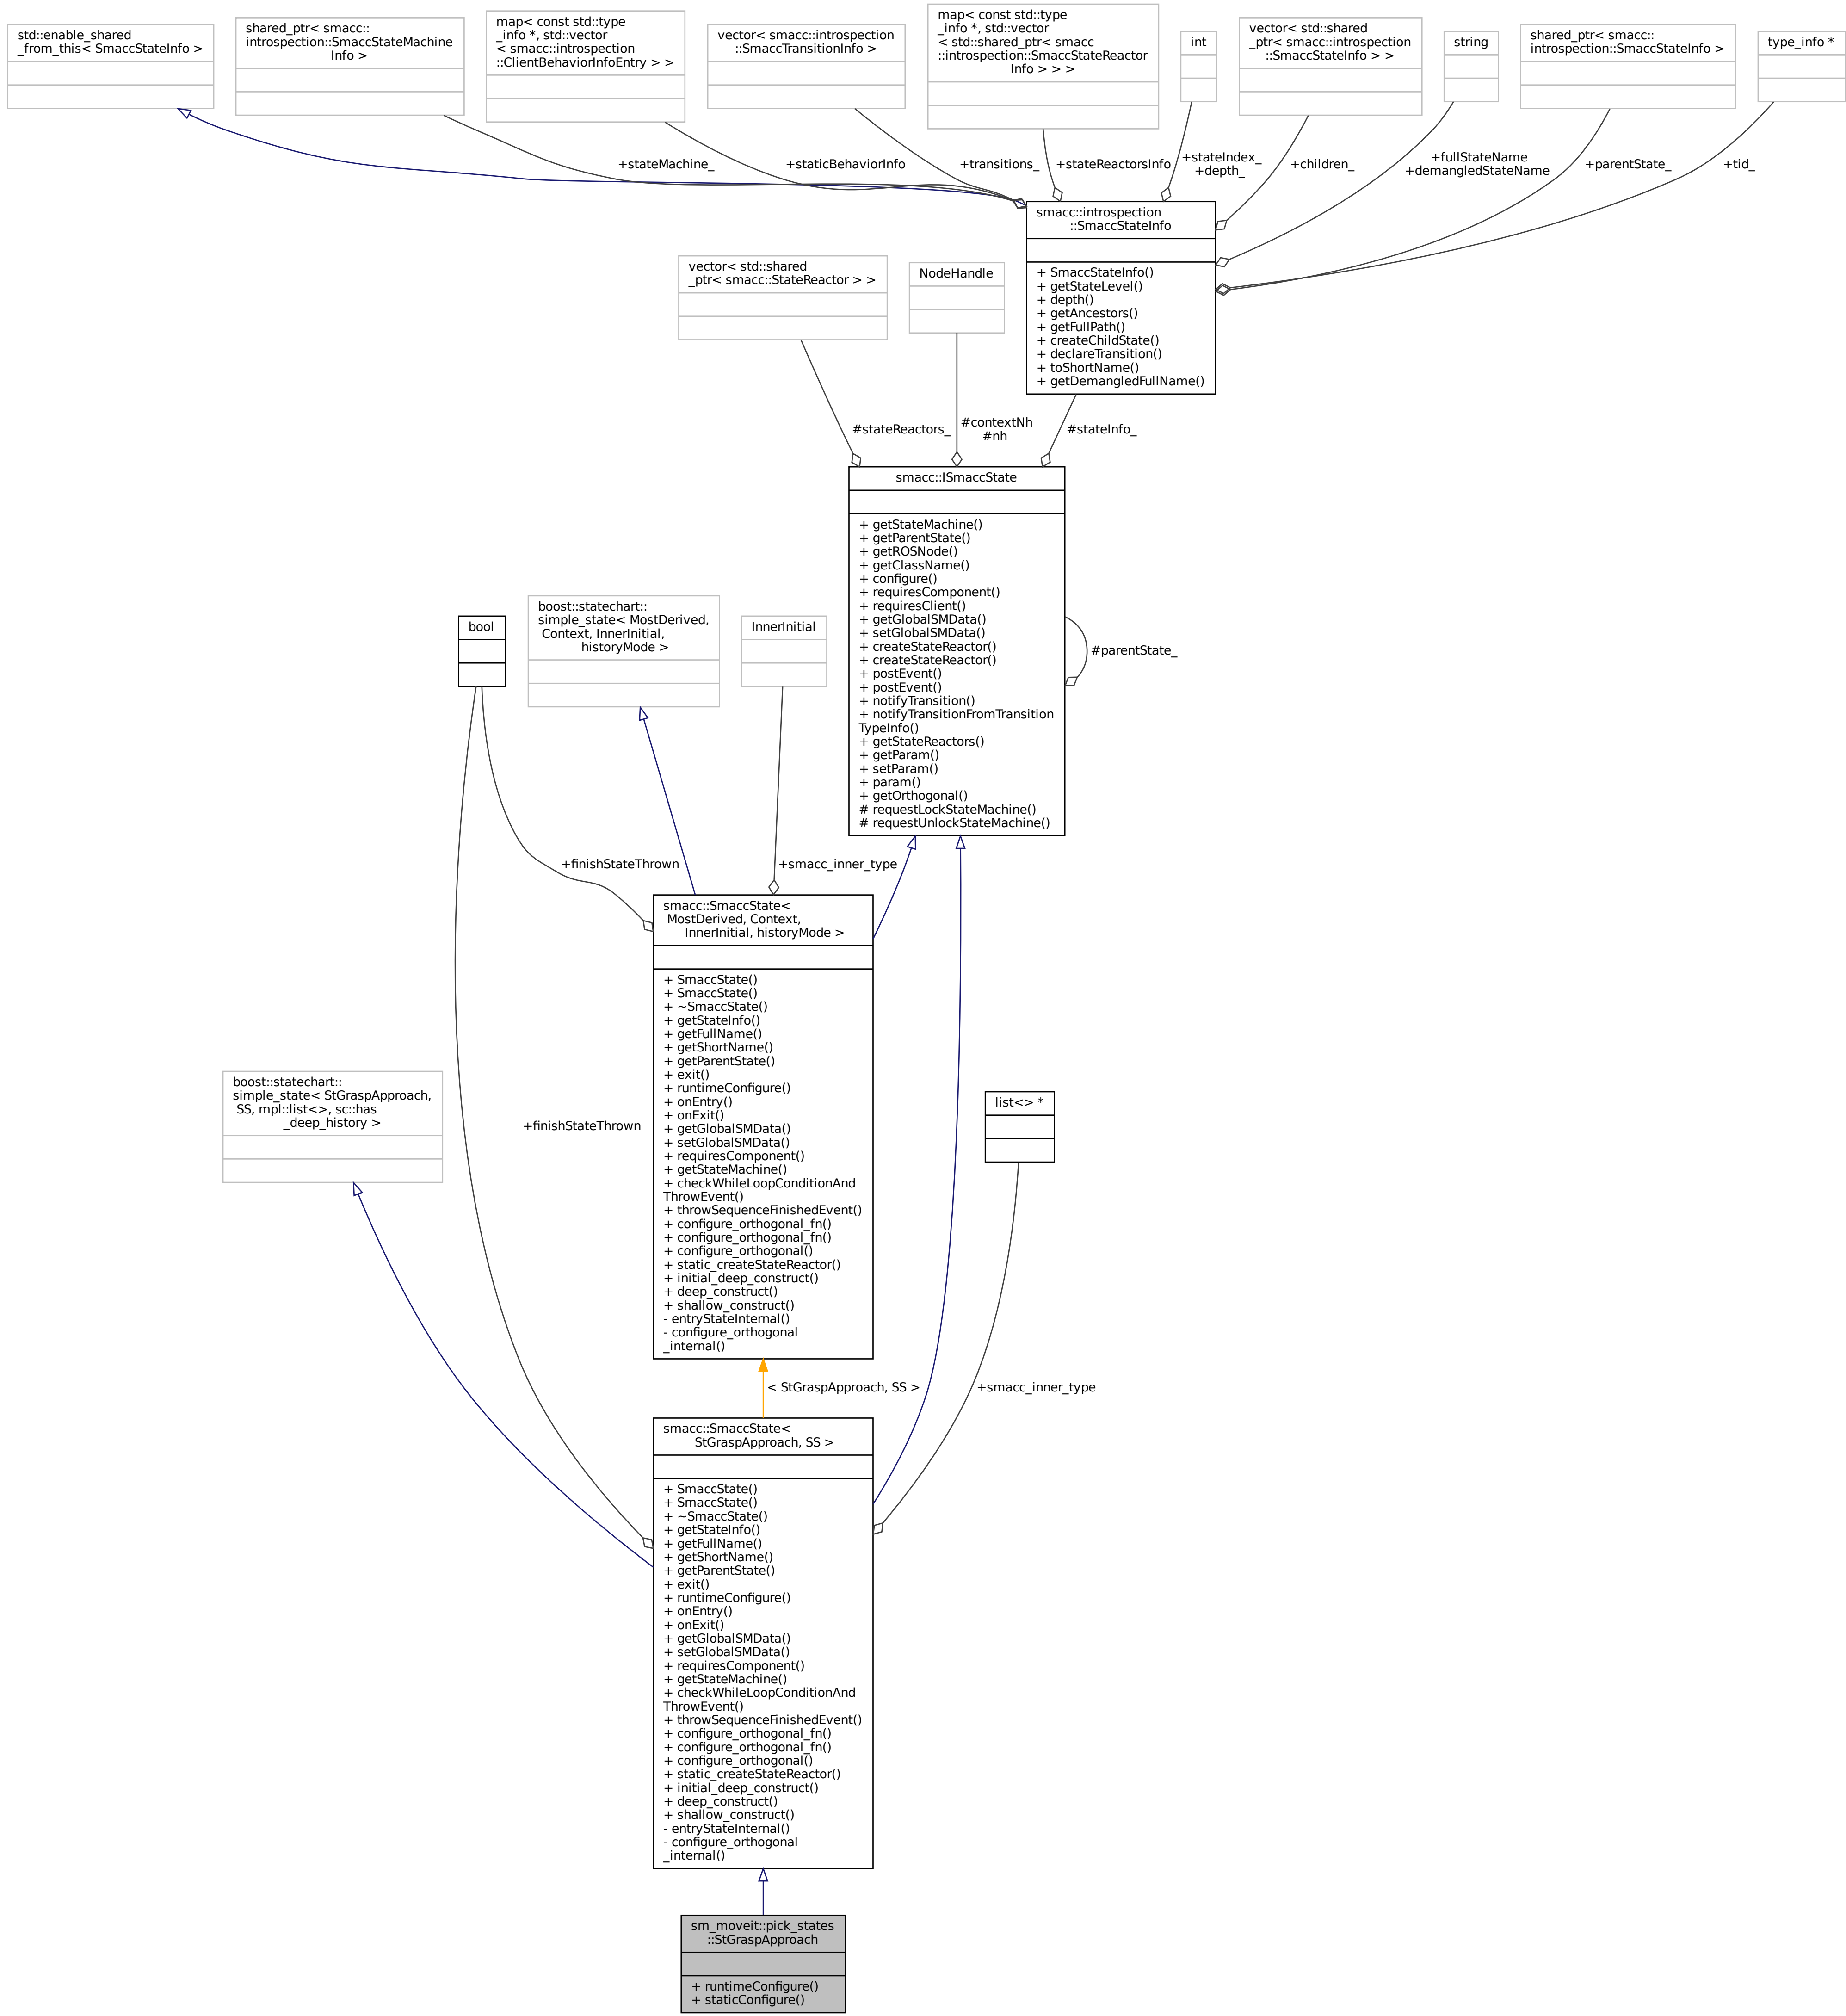 std::enable_shared
_from_this< SmaccStateInfo >
shared_ptr< smacc::
introspection::SmaccStateMachine
Info >
map< const std::type
_info *, std::vector
< smacc::introspection
::ClientBehaviorInfoEntry > >
vector< smacc::introspection
::SmaccTransitionInfo >
map< const std::type
_info *, std::vector
< std::shared_ptr< smacc
::introspection::SmaccStateReactor
Info > > >
int
vector< std::shared
_ptr< smacc::introspection
::SmaccStateInfo > >
string
shared_ptr< smacc::
introspection::SmaccStateInfo >
type_info *
+stateMachine_
+staticBehaviorInfo
+transitions_
+stateReactorsInfo
+stateIndex_
+depth_
+children_
+fullStateName
+demangledStateName
+parentState_
+tid_
smacc::introspection
::SmaccStateInfo
+ SmaccStateInfo()
+ getStateLevel()
+ depth()
+ getAncestors()
+ getFullPath()
+ createChildState()
+ declareTransition()
+ toShortName()
+ getDemangledFullName()
vector< std::shared
_ptr< smacc::StateReactor > >
NodeHandle
#stateReactors_
#contextNh
#nh
#stateInfo_
smacc::ISmaccState
+ getStateMachine()
+ getParentState()
+ getROSNode()
+ getClassName()
+ configure()
+ requiresComponent()
+ requiresClient()
+ getGlobalSMData()
+ setGlobalSMData()
+ createStateReactor()
+ createStateReactor()
+ postEvent()
+ postEvent()
+ notifyTransition()
+ notifyTransitionFromTransition
TypeInfo()
+ getStateReactors()
+ getParam()
+ setParam()
+ param()
+ getOrthogonal()
# requestLockStateMachine()
# requestUnlockStateMachine()
#parentState_
bool
boost::statechart::
simple_state< MostDerived,
Context, InnerInitial,
historyMode >
InnerInitial
+finishStateThrown
+smacc_inner_type
smacc::SmaccState<
MostDerived, Context,
InnerInitial, historyMode >
+ SmaccState()
+ SmaccState()
+ ~SmaccState()
+ getStateInfo()
+ getFullName()
+ getShortName()
+ getParentState()
+ exit()
+ runtimeConfigure()
+ onEntry()
+ onExit()
+ getGlobalSMData()
+ setGlobalSMData()
+ requiresComponent()
+ getStateMachine()
+ checkWhileLoopConditionAnd
ThrowEvent()
+ throwSequenceFinishedEvent()
+ configure_orthogonal_fn()
+ configure_orthogonal_fn()
+ configure_orthogonal()
+ static_createStateReactor()
+ initial_deep_construct()
+ deep_construct()
+ shallow_construct()
- entryStateInternal()
- configure_orthogonal
_internal()
boost::statechart::
simple_state< StGraspApproach,
SS, mpl::list<>, sc::has
_deep_history >
+finishStateThrown
list<> *
< StGraspApproach, SS >
+smacc_inner_type
smacc::SmaccState<
StGraspApproach, SS >
+ SmaccState()
+ SmaccState()
+ ~SmaccState()
+ getStateInfo()
+ getFullName()
+ getShortName()
+ getParentState()
+ exit()
+ runtimeConfigure()
+ onEntry()
+ onExit()
+ getGlobalSMData()
+ setGlobalSMData()
+ requiresComponent()
+ getStateMachine()
+ checkWhileLoopConditionAnd
ThrowEvent()
+ throwSequenceFinishedEvent()
+ configure_orthogonal_fn()
+ configure_orthogonal_fn()
+ configure_orthogonal()
+ static_createStateReactor()
+ initial_deep_construct()
+ deep_construct()
+ shallow_construct()
- entryStateInternal()
- configure_orthogonal
_internal()
sm_moveit::pick_states
::StGraspApproach
+ runtimeConfigure()
+ staticConfigure()